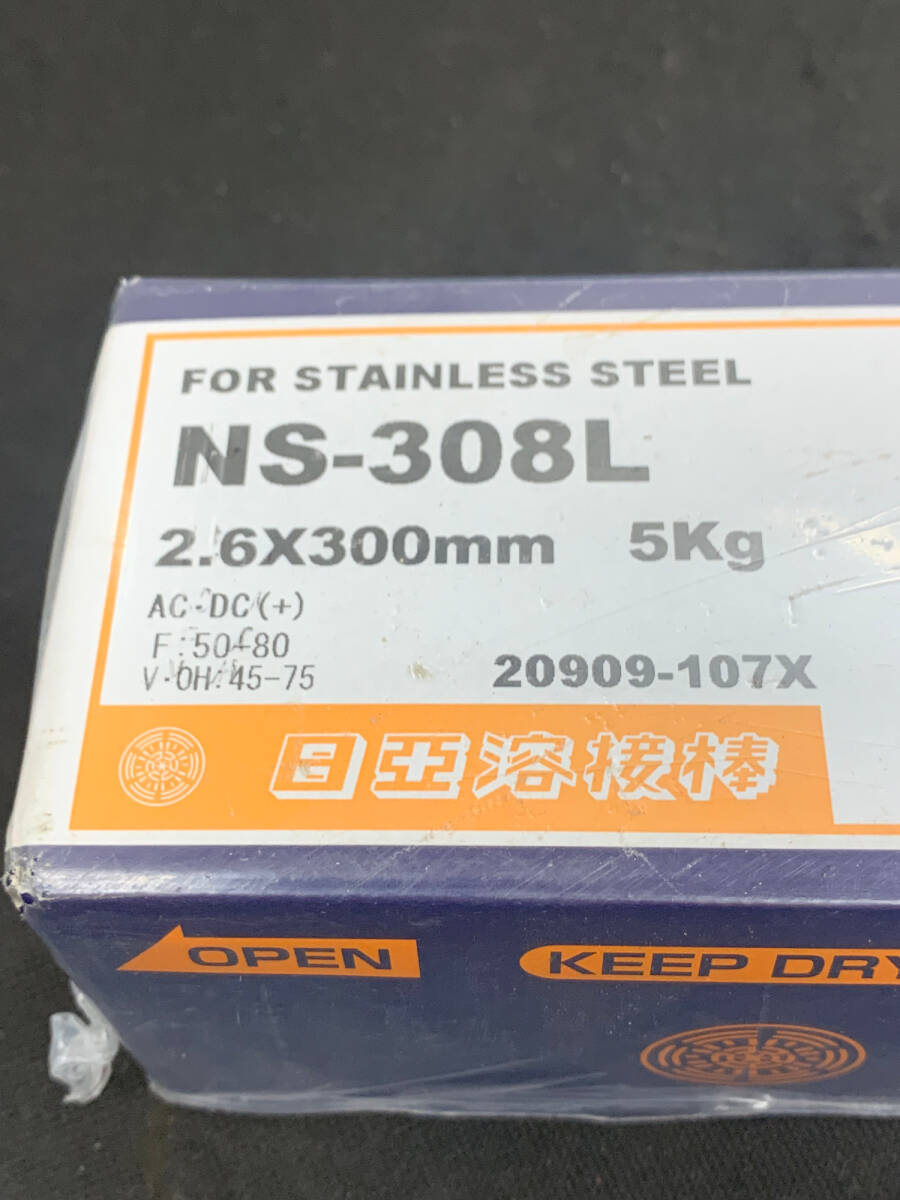 FOR STAINLESS STEEL
NS-308L
2.6X300mm 5Kg
AC-DC(+)
F:50-80
V-OH:45-75 20909-107X
日亞溶接棒
OPEN KEEP DRY